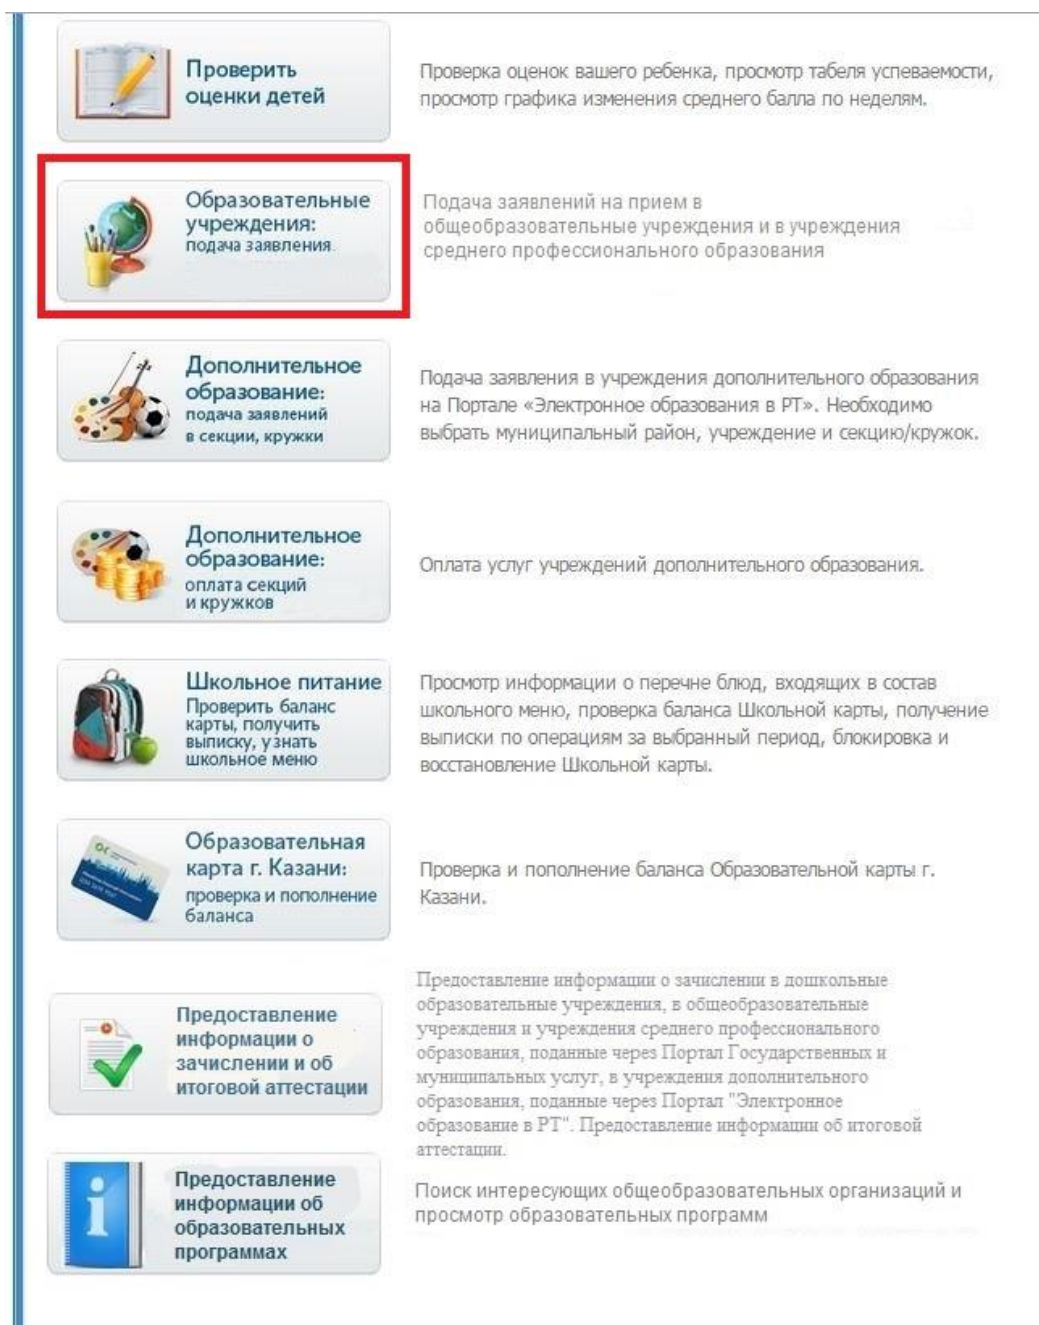 Проверить
оценки детей
Проверка оценок вашего ребенка, просмотр табеля успеваемости,
просмотр графика изменения среднего балла по неделям.
Образовательные
учреждения:
подача заявления.
Подача заявлений на прием в
общеобразовательные учреждения и в учреждения
среднего профессионального образования
Дополнительное
образование:
подача заявлений
в секции, кружки
Подача заявления в учреждения дополнительного образования
на Портале «Электронное образования в РТ». Необходимо
выбрать муниципальный район, учреждение и секцию/кружок.
Дополнительное
образование:
оплата секций
и кружков
Оплата услуг учреждений дополнительного образования.
Школьное питание
Проверить баланс
карты, получить
выписку, узнать
школьное меню
Просмотр информации о перечне блюд, входящих в состав
школьного меню, проверка баланса Школьной карты, получение
выписки по операциям за выбранный период, блокировка и
восстановление Школьной карты.
Образовательная
карта г. Казани:
проверка и пополнение
баланса
Проверка и пополнение баланса Образовательной карты г.
Казани.
Предоставление
информации о
зачислении и об
итоговой аттестации
Предоставление информации о зачислении в дошкольные
образовательные учреждения, в общеобразовательные
учреждения и учреждения среднего профессионального
образования, поданные через Портал Государственных и
муниципальных услуг, в учреждения дополнительного
образования, поданные через Портал "Электронное
образование в РТ". Предоставление информации об итоговой
аттестации.
Предоставление
информации об
образовательных
программах
Поиск интересующих общеобразовательных организаций и
просмотр образовательных программ